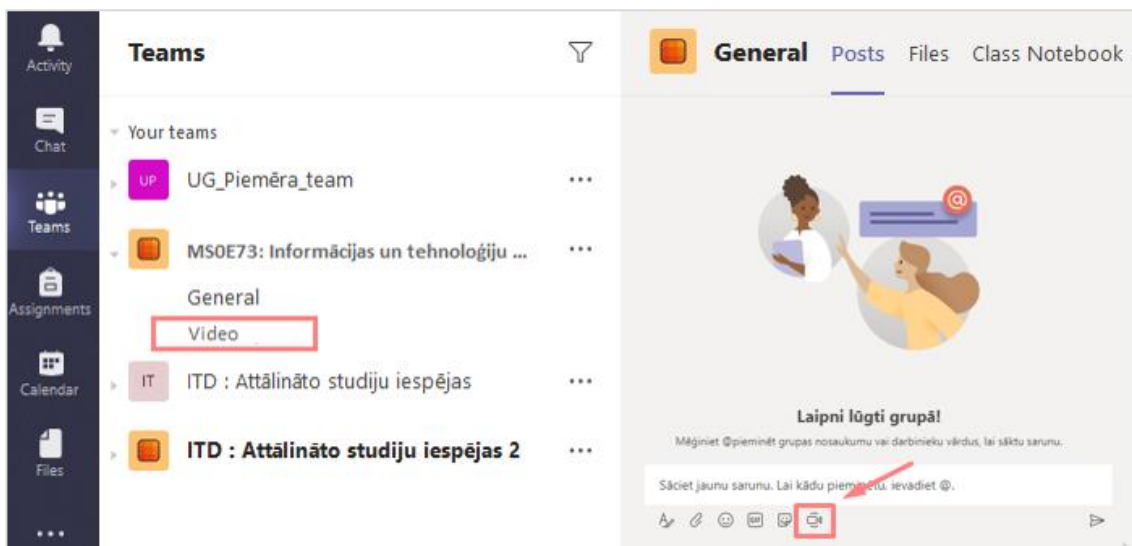 Activity
Chat
Teams
Assignments
Calendar
Files
Teams
Your teams
UP UG_Piemēra_team
MS0E73: Informācijas un tehnoloģiju ...
General
Video
IT ITD : Attālināto studiju iespējas
ITD : Attālināto studiju iespējas 2
General Posts Files Class Notebook
@
Laipni lūgti grupā!
Mēģiniet @pieminēt grupas nosaukumu vai darbinieku vārdus, lai sāktu sarunu.
Sāciet jaunu sarunu. Lai kādu pieminētu, ievadiet @.
GIF